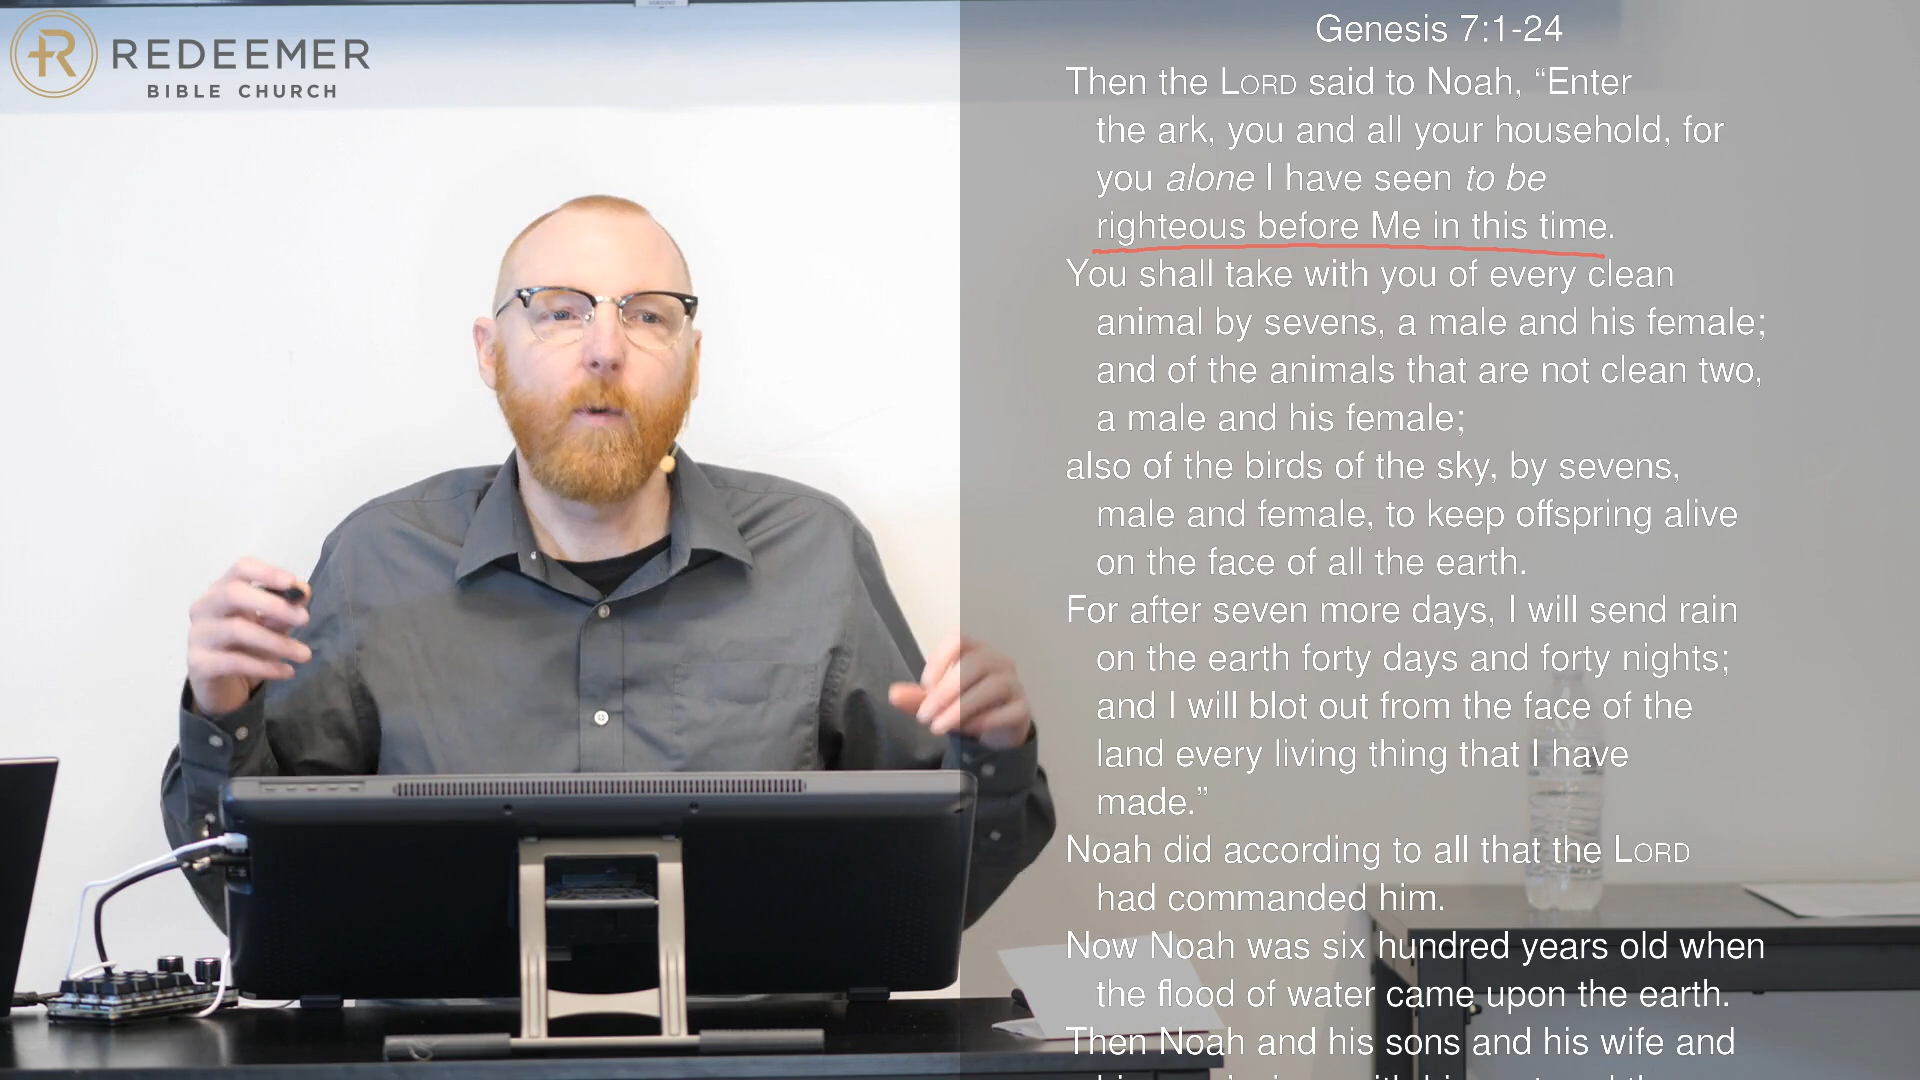 REDEEMER
BIBLE CHURCH
Genesis 7:1-24
Then the LORD said to Noah, “Enter
the ark, you and all your household, for
you alone I have seen to be
righteous before Me in this time.
You shall take with you of every clean
animal by sevens, a male and his female;
and of the animals that are not clean two,
a male and his female;
also of the birds of the sky, by sevens,
male and female, to keep offspring alive
on the face of all the earth.
For after seven more days, I will send rain
on the earth forty days and forty nights;
and I will blot out from the face of the
land every living thing that I have
made.”
Noah did according to all that the LORD
had commanded him.
Now Noah was six hundred years old when
the flood of water came upon the earth.
Then Noah and his sons and his wife and